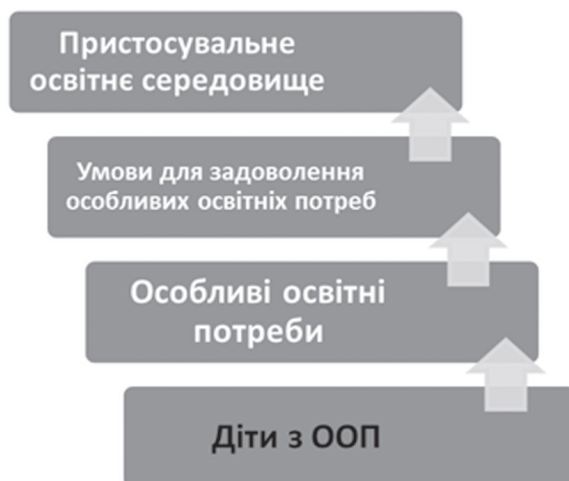 Пристосувальне
освітнє середовище
Умови для задоволення
особливих освітніх потреб
Особливі освітні
потреби
Діти з ООП